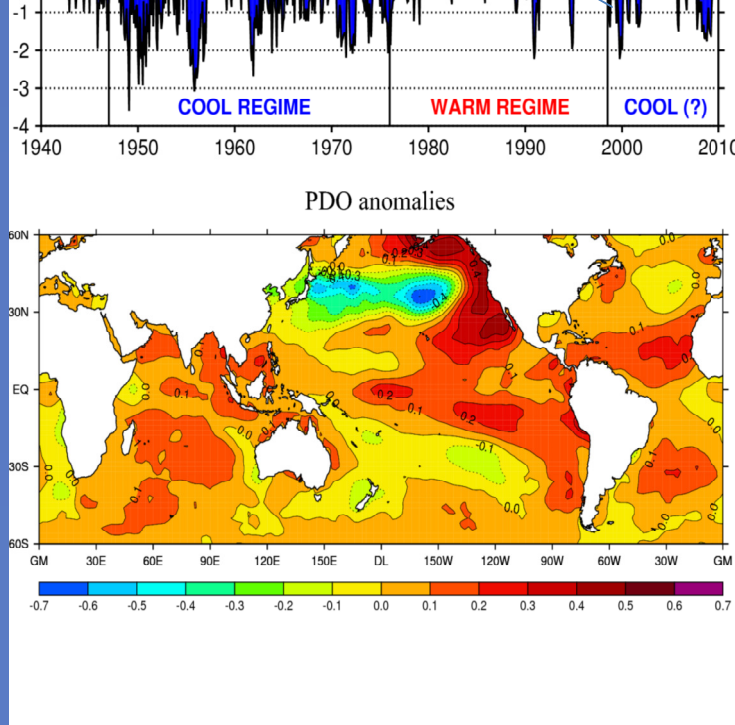 -1
-2
-3
COOL REGIME WARM REGIME COOL (?)
-4
1940 1950 1960 1970 1980 1990 2000 2010
PDO anomalies
60N
30N
EQ
30S
60S
GM 30E 60E 90E 120E 150E DL 150W 120W 90W 60W 30W GM
-0.7 -0.6 -0.5 -0.4 -0.3 -0.2 -0.1 0.0 0.1 0.2 0.3 0.4 0.5 0.6 0.7